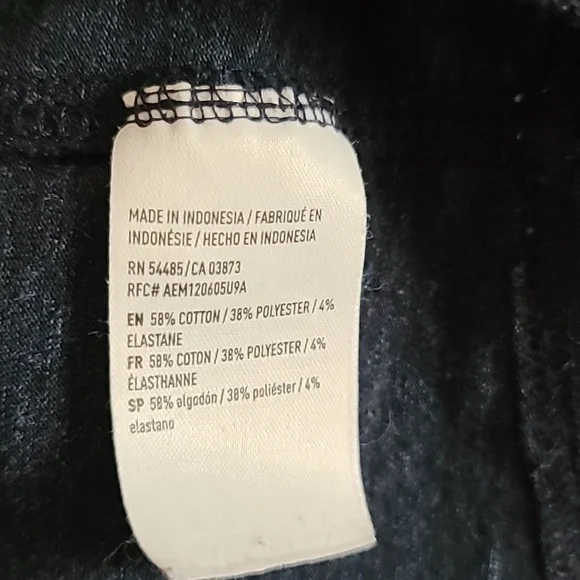 MADE IN INDONESIA / FABRIQUÉ EN
INDONÉSIE / HECHO EN INDONESIA
RN 54485/CA 03873
RFC# AEM120605U9A
EN 58% COTTON / 38% POLYESTER / 4%
ELASTANE
FR 58% COTON / 38% POLYESTER / 4%
ÉLASTHANNE
SP 58% algodón / 38% poliéster / 4%
elastano